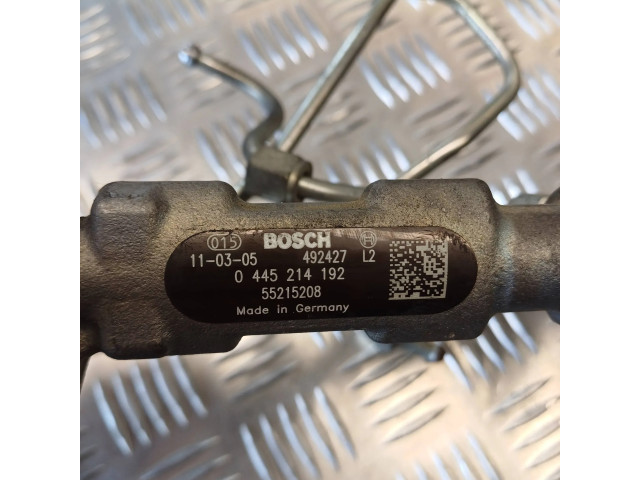 015 BOSCH
11-03-05 492427 L2
0 445 214 192
55215208
Made in Germany